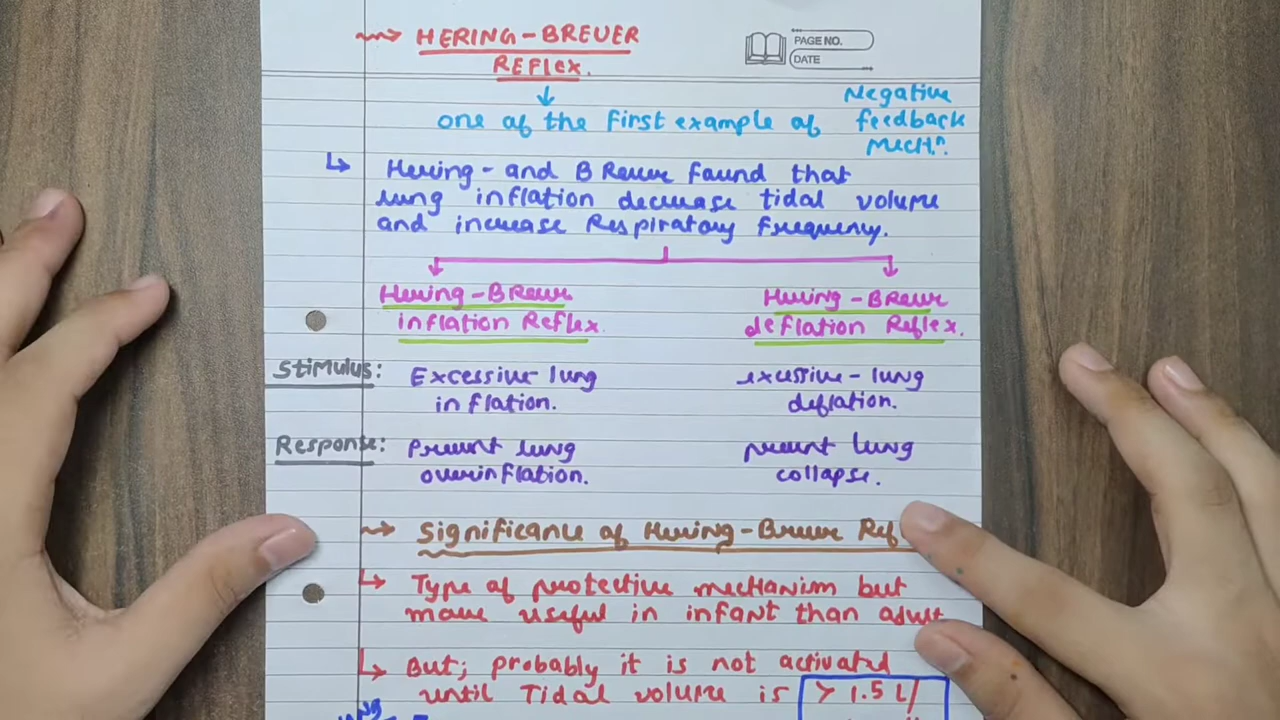 HERING-BREUER
REFLEX.
PAGE NO.
DATE
one of the first example of
Negative
feedback
Mech.ⁿ
Hering-and BReuer found that
lung inflation decrease tidal volume
and increase Respiratory frequency.
Hering-BReuer
inflation Reflex.
Hering-BReuer
deflation Reflex.
Stimulus:
Excessive lung
inflation.
excessive-lung
deflation.
Response:
Prevent lung
overinflation.
prevent lung
collapse.
Significance of Hering-Breuer Ref
Type of protective mechanism but
more useful in infant than adult
But; probably it is not activated
until Tidal volume is > 1.5 L/